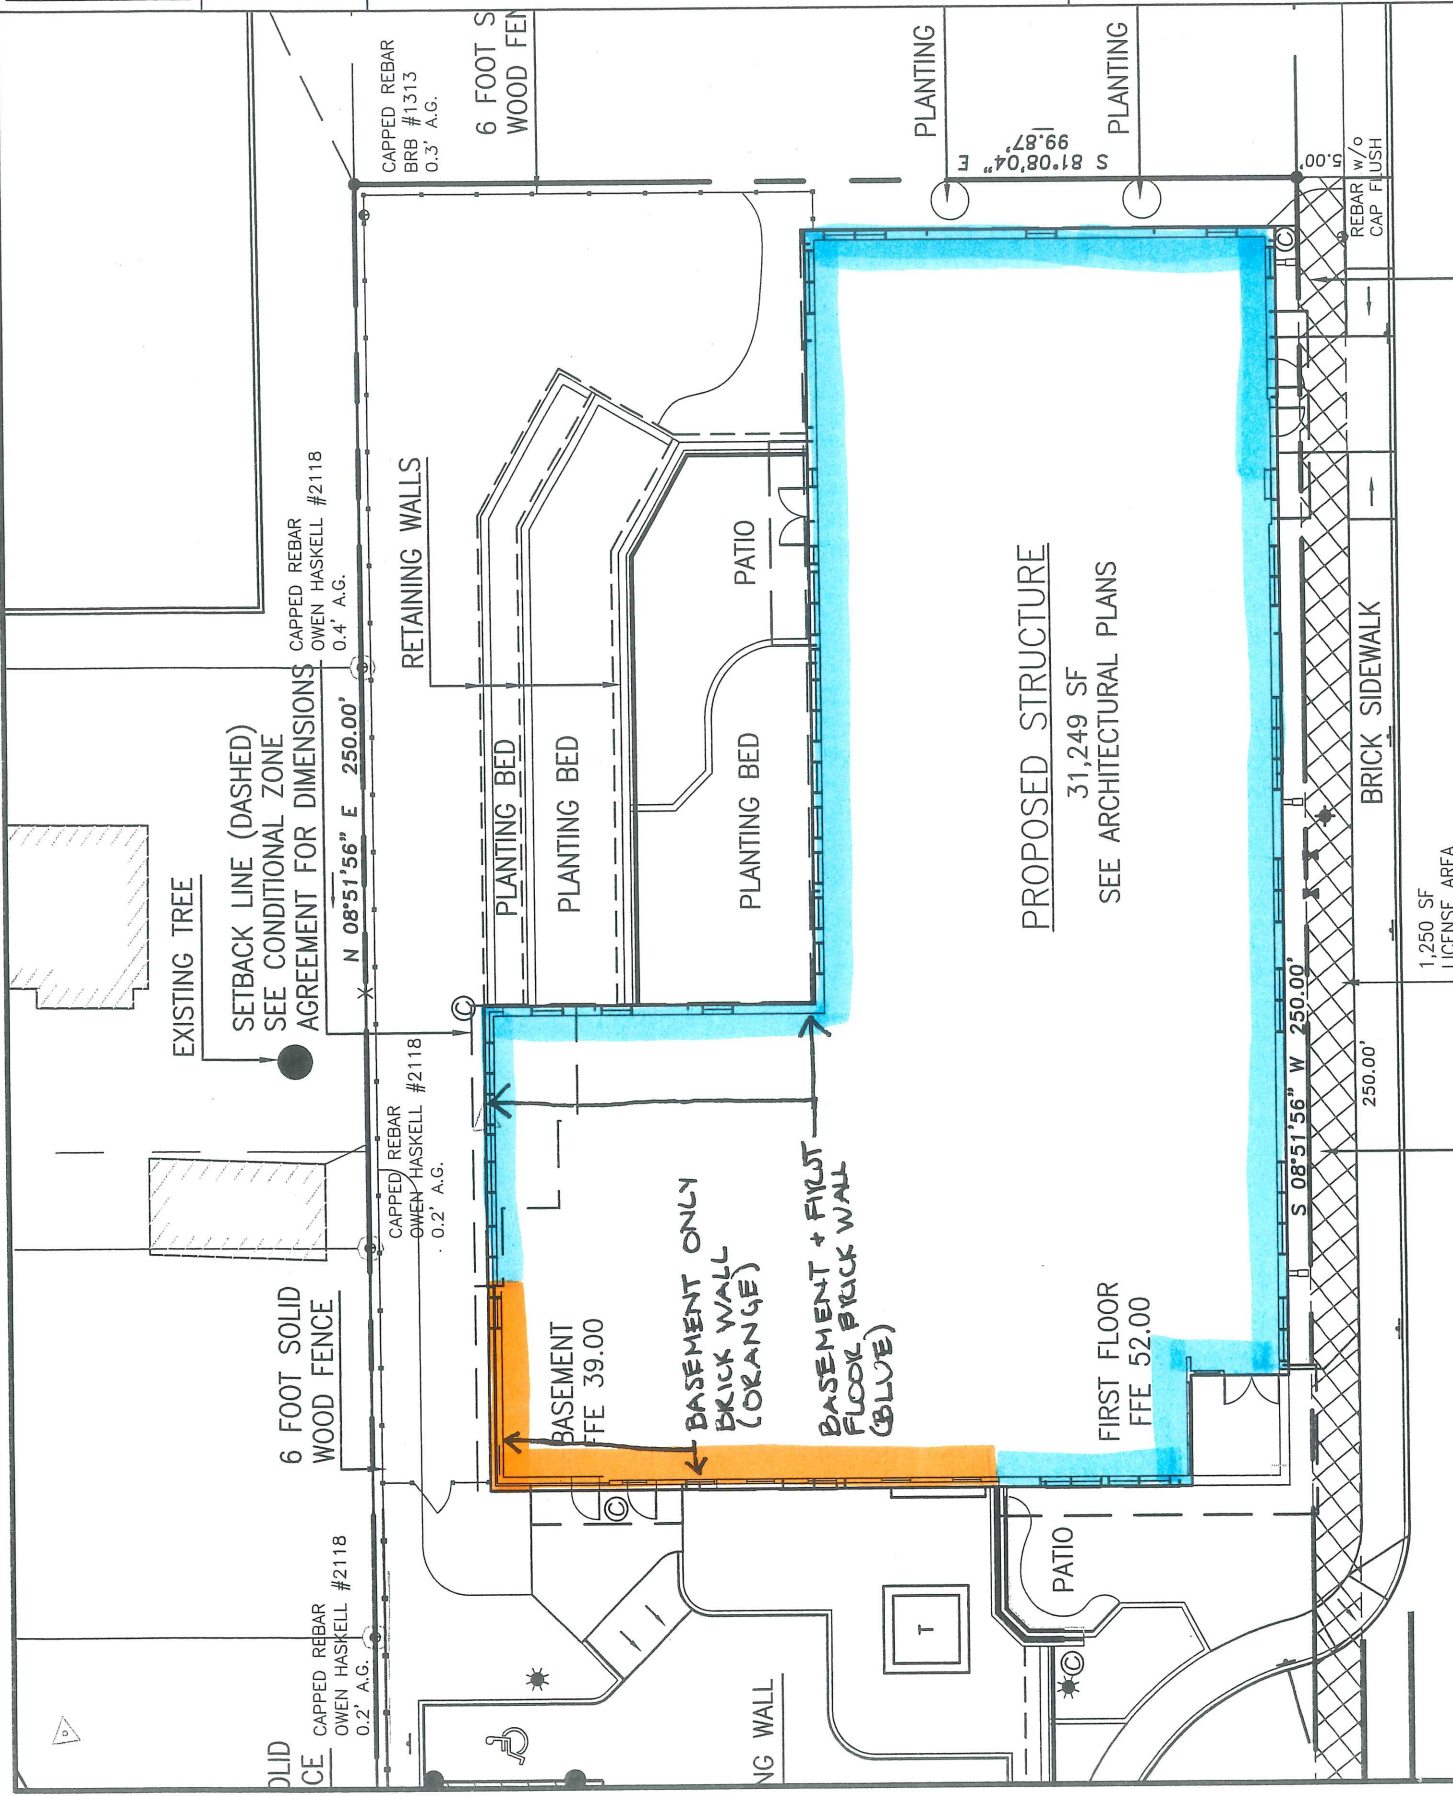 CAPPED REBAR
BRB #1313
0.3' A.G.
6 FOOT S
WOOD FEN
PLANTING
PLANTING
S 81°08'04" E
99.87'
5.00'
REBAR w/o
CAP FLUSH
CAPPED REBAR
OWEN HASKELL #2118
0.4' A.G.
RETAINING WALLS
PATIO
SETBACK LINE (DASHED)
SEE CONDITIONAL ZONE
AGREEMENT FOR DIMENSIONS
N 08°51'56" E 250.00'
EXISTING TREE
PLANTING BED
PLANTING BED
PLANTING BED
PROPOSED STRUCTURE
31,249 SF
SEE ARCHITECTURAL PLANS
BRICK SIDEWALK
1,250 SF
LICENSE AREA
250.00'
S 08°51'56" W 250.00'
CAPPED REBAR
OWEN HASKELL #2118
0.2' A.G.
6 FOOT SOLID
WOOD FENCE
BASEMENT
FFE 39.00
BASEMENT ONLY
BRICK WALL
(ORANGE)
BASEMENT + FIRST
FLOOR BRICK WALL
(BLUE)
FIRST FLOOR
FFE 52.00
©
©
©
©
PATIO
T
CAPPED REBAR
OWEN HASKELL #2118
0.2' A.G.
OLID
CE
NG WALL